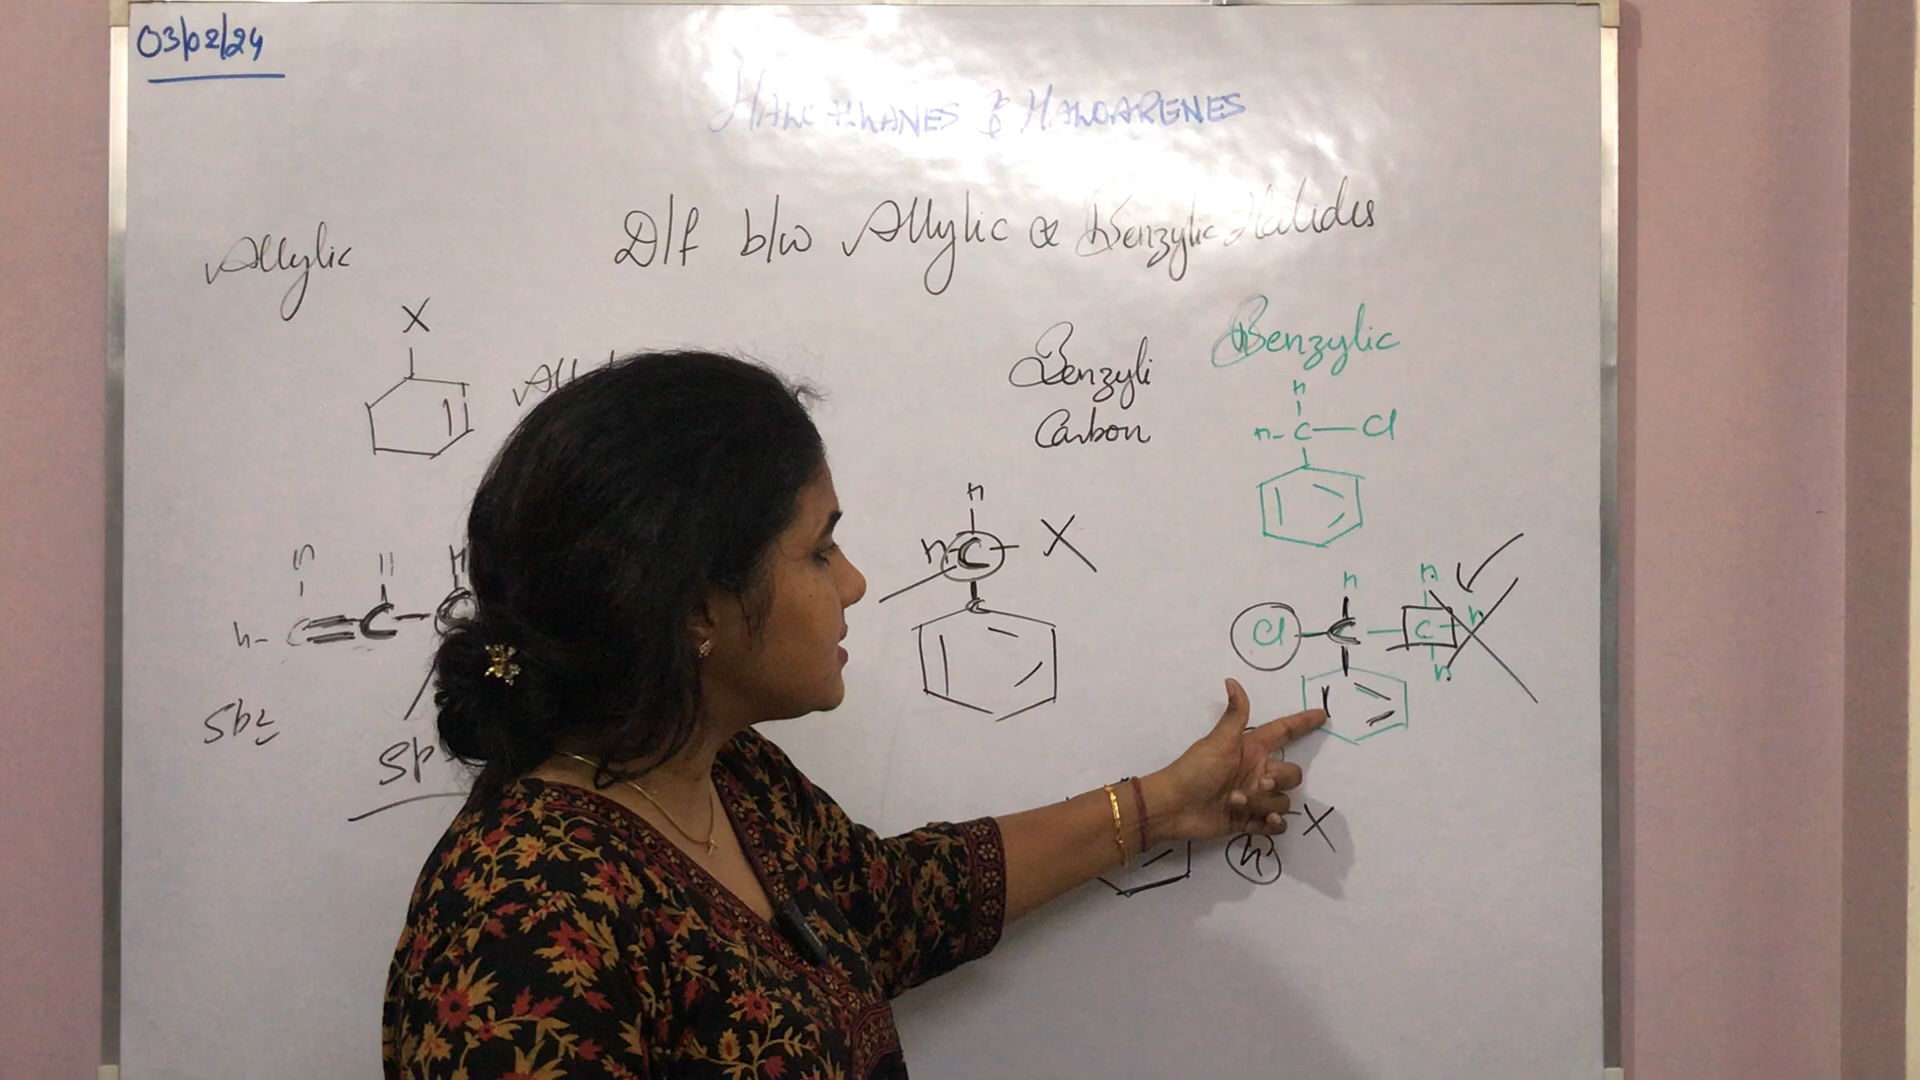 03/02/24
HALOALKANES & HALOARENES
D/f b/w Allylic & Benzylic Halides
Allylic
X
Benzylic
Benzyli
Carbon
H
H-C-Cl
H
H-C-X
H
H-C=C-C
H H
Cl-C-C-H
H
Sp2
Sp
X